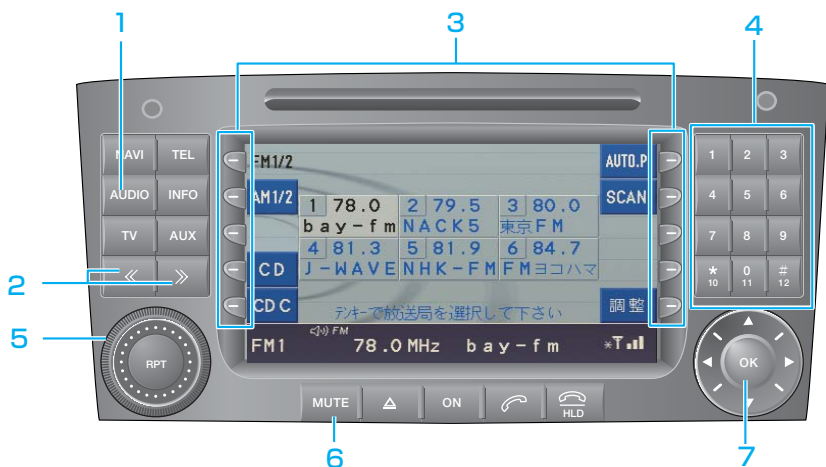 1
3
4
NAVI TEL
AUDIO INFO
TV AUX
2
5
RPT
FM1/2
AM1/2
CD
CD C
AUTO.P
SCAN
調整
1 78.0 2 79.5 3 80.0
bay-fm NACK5 東京FM
4 81.3 5 81.9 6 84.7
J-WAVE NHK-FM FMヨコハマ
テンキーで放送局を選択して下さい
FM
FM1 78.0MHz bay-fm
1 2 3
4 5 6
7 8 9
* 0 #
10 11 12
OK
MUTE ON HLD
6
7